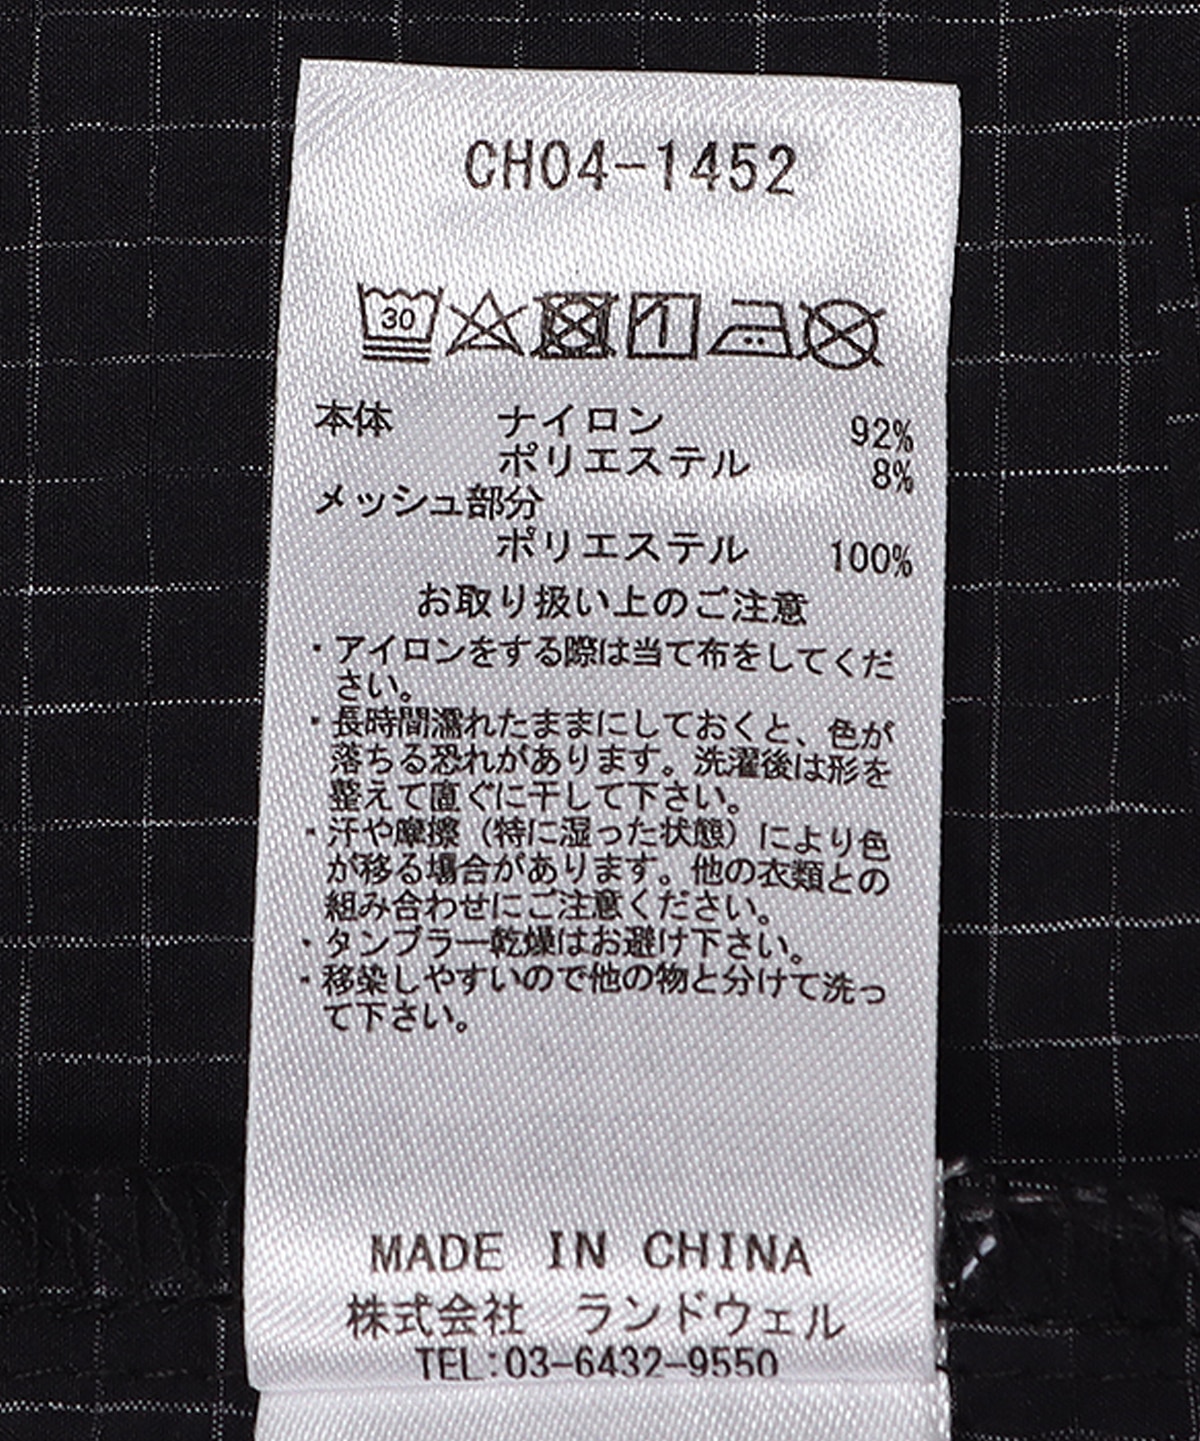 CH04-1452
30
本体 ナイロン 92%
ポリエステル 8%
メッシュ部分
ポリエステル 100%
お取り扱い上のご注意
・アイロンをする際は当て布をしてくだ
さい。
・長時間濡れたままにしておくと、色が
落ちる恐れがあります。洗濯後は形を
整えて直ぐに干して下さい。
・汗や摩擦（特に湿った状態）により色
が移る場合があります。他の衣類との
組み合わせにご注意ください。
・タンブラー乾燥はお避け下さい。
・移染しやすいので他の物と分けて洗っ
て下さい。
MADE IN CHINA
株式会社 ランドウェル
TEL:03-6432-9550